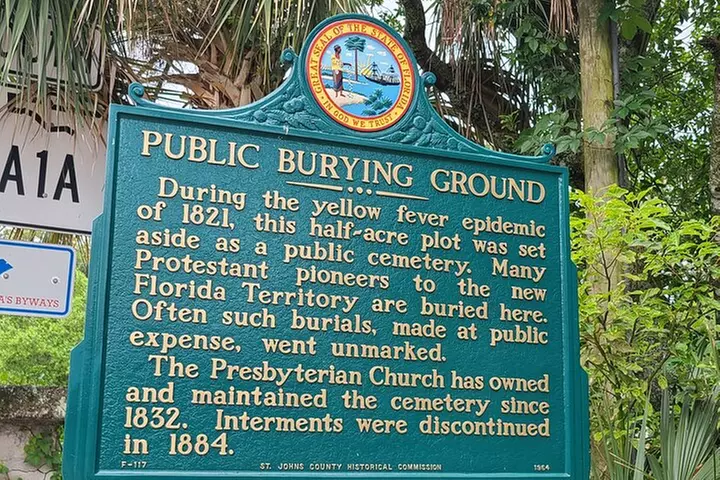 GREAT SEAL OF THE STATE OF FLORIDA
IN GOD WE TRUST
A1A
A'S BYWAYS
PUBLIC BURYING GROUND
During the yellow fever epidemic
of 1821, this half-acre plot was set
aside as a public cemetery. Many
Protestant pioneers to the new
Florida Territory are buried here.
Often such burials, made at public
expense, went unmarked.
The Presbyterian Church has owned
and maintained the cemetery since
1832. Interments were discontinued
in 1884.
F-117 ST. JOHNS COUNTY HISTORICAL COMMISSION 1964